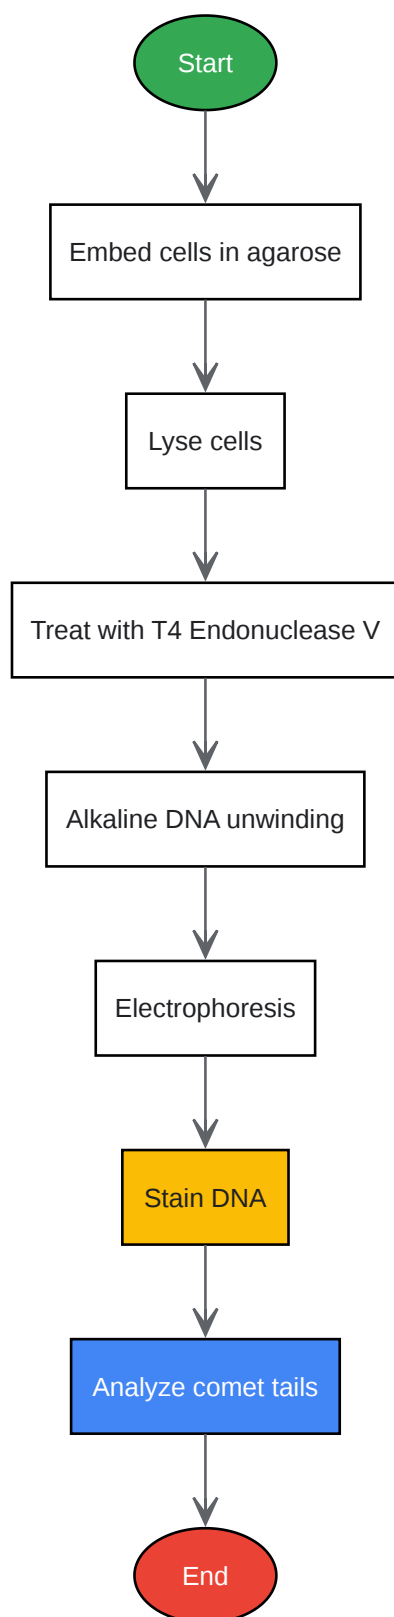 Start
Embed cells in agarose
Lyse cells
Treat with T4 Endonuclease V
Alkaline DNA unwinding
Electrophoresis
Stain DNA
Analyze comet tails
End